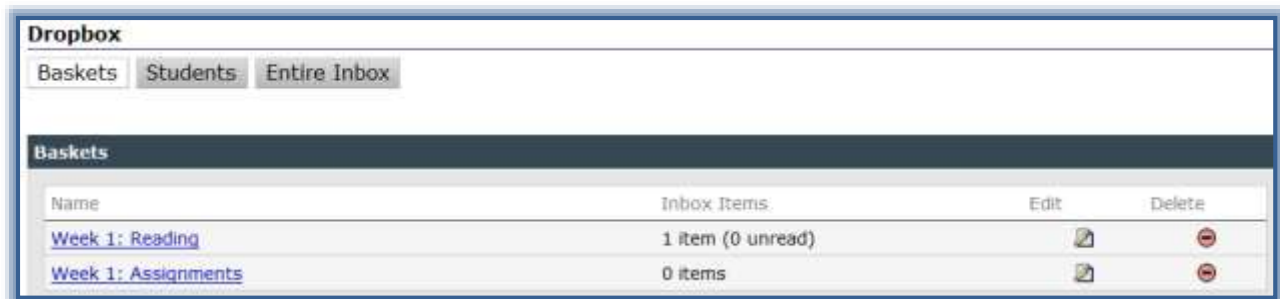 Dropbox
Baskets Students Entire Inbox
Baskets
Name Inbox Items Edit Delete
Week 1: Reading 1 item (0 unread)
Week 1: Assignments 0 items